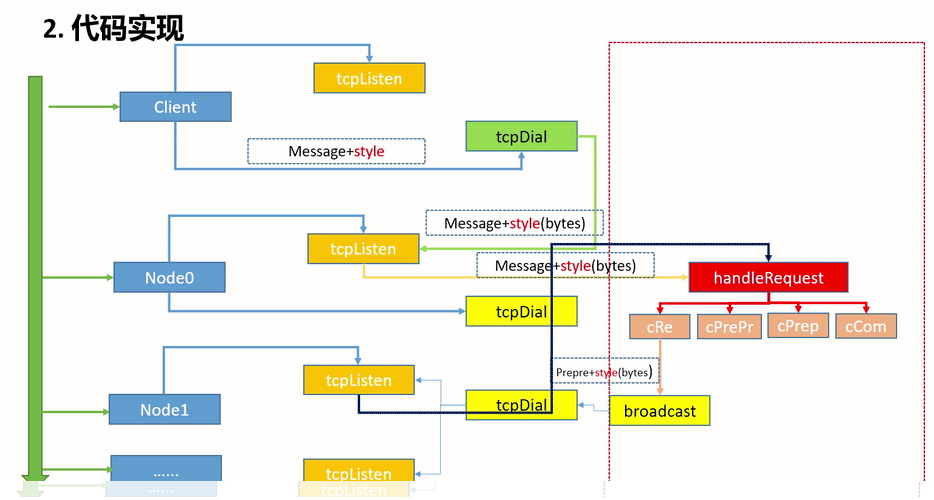 2. 代码实现
tcpListen
Client
tcpDial
Message+style
Message+style(bytes)
tcpListen
Message+style(bytes)
Node0
handleRequest
tcpDial
cRe
cPrePr
cPrep
cCom
tcpListen
Prepre+style(bytes)
Node1
tcpDial
broadcast
......
tcpListen
......
tcpListen